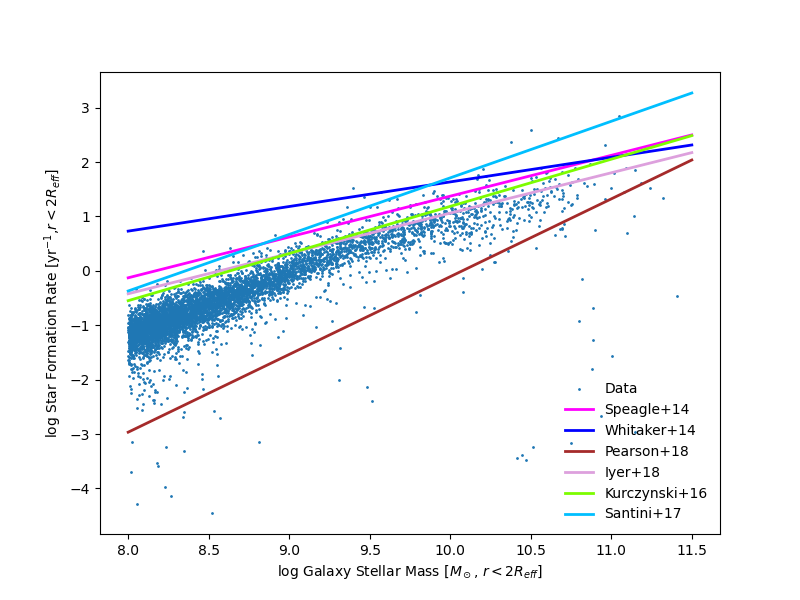 3
2
1
0
−1
−2
−3
−4
log Star Formation Rate [yr⁻¹, r < 2R_eff]
8.0 8.5 9.0 9.5 10.0 10.5 11.0 11.5
log Galaxy Stellar Mass [M_⊙, r < 2R_eff]
Data
Speagle+14
Whitaker+14
Pearson+18
Iyer+18
Kurczynski+16
Santini+17